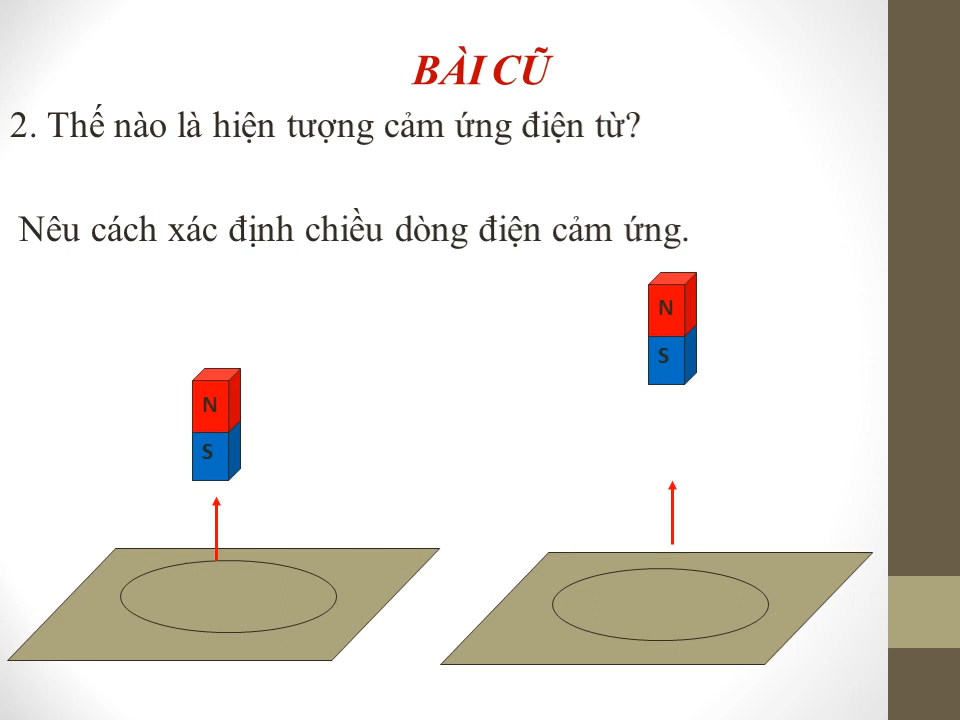 BÀI CŨ
2. Thế nào là hiện tượng cảm ứng điện từ?
Nêu cách xác định chiều dòng điện cảm ứng.
N
S
N
S